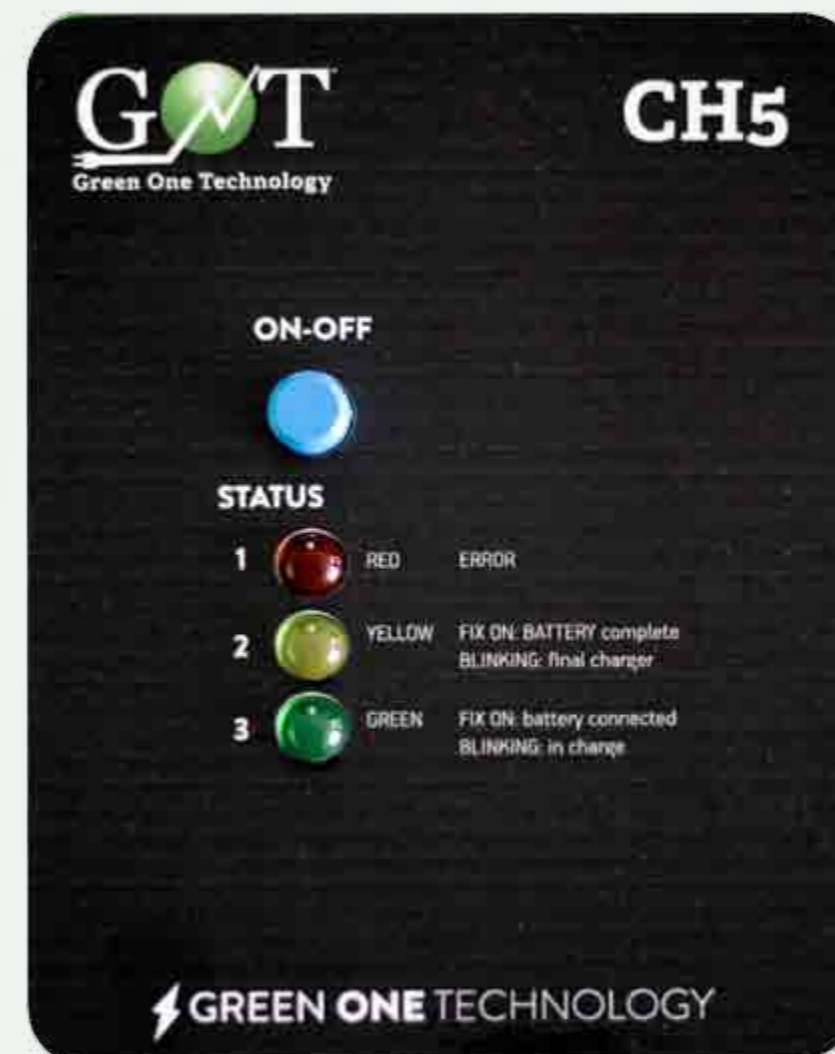 GNT
CH5
Green One Technology
ON-OFF
STATUS
1 RED ERROR
2 YELLOW FIX ON: BATTERY complete
BLINKING: final charger
3 GREEN FIX ON: battery connected
BLINKING: in charge
GREEN ONE TECHNOLOGY